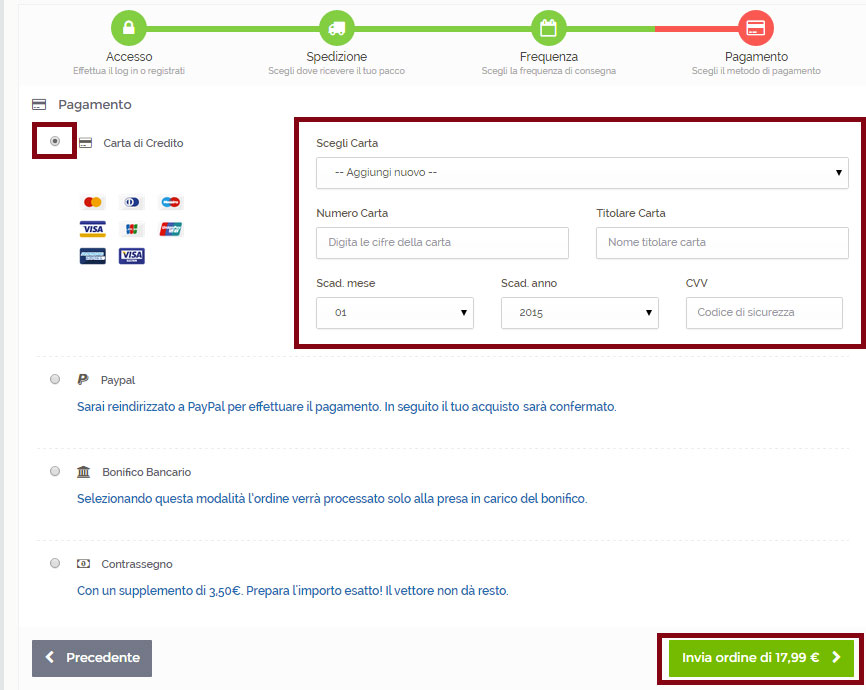 Accesso
Effettua il log in o registrati
Spedizione
Scegli dove ricevere il tuo pacco
Frequenza
Scegli la frequenza di consegna
Pagamento
Scegli il metodo di pagamento
Pagamento
Carta di Credito
VISA
JCB
VISA
Scegli Carta
-- Aggiungi nuovo --
Numero Carta
Titolare Carta
Digita le cifre della carta
Nome titolare carta
Scad. mese
Scad. anno
CVV
01
2015
Codice di sicurezza
Paypal
Sarai reindirizzato a PayPal per effettuare il pagamento. In seguito il tuo acquisto sarà confermato.
Bonifico Bancario
Selezionando questa modalità l'ordine verrà processato solo alla presa in carico del bonifico.
Contrassegno
Con un supplemento di 3,50€. Prepara l'importo esatto! Il vettore non dà resto.
Precedente
Invia ordine di 17,99 €